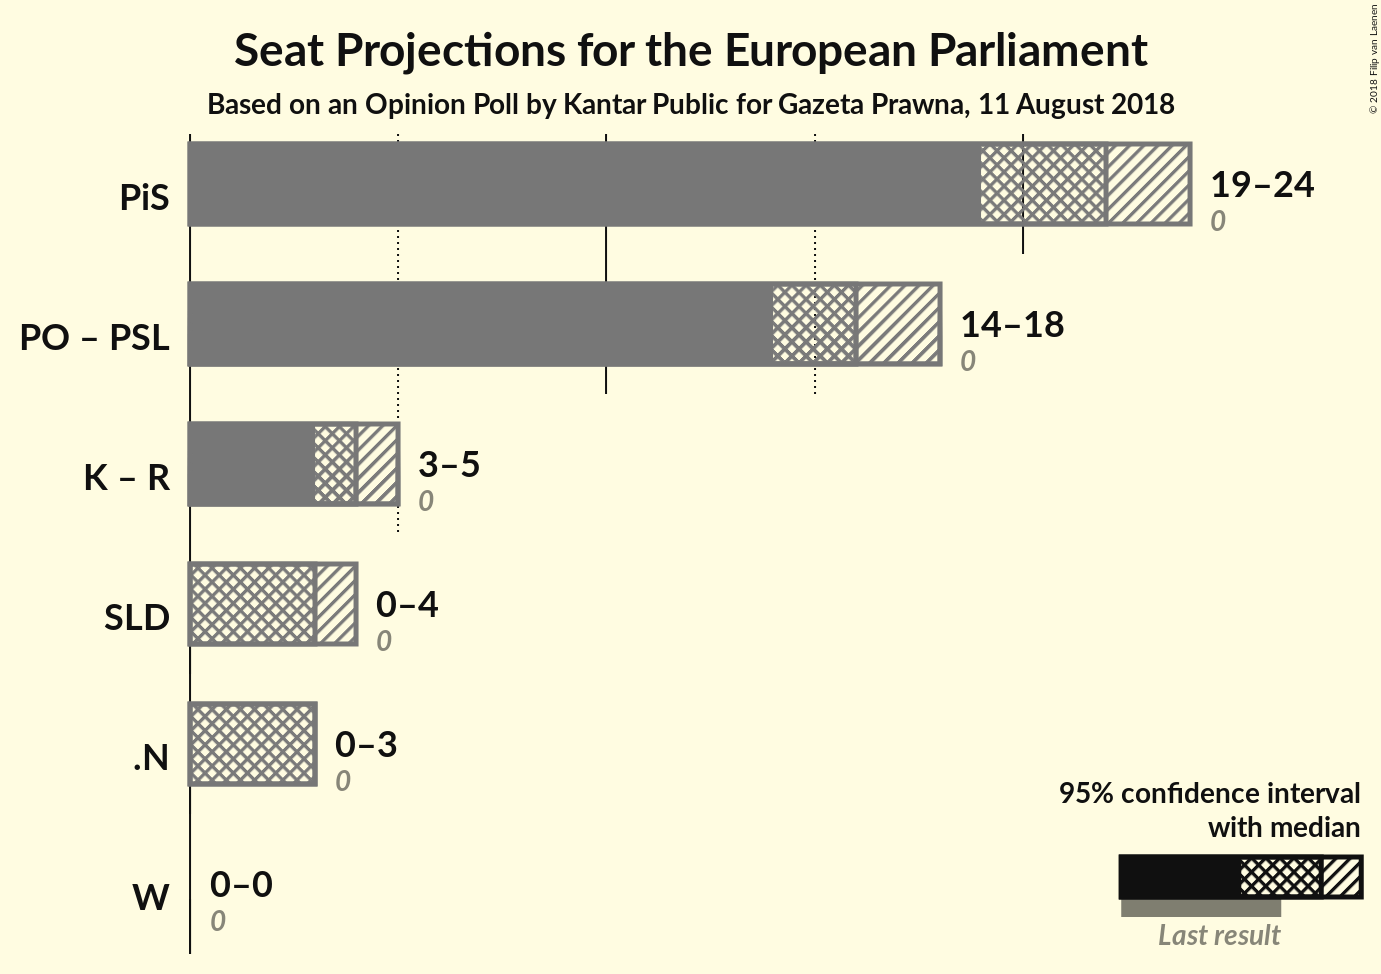 Seat Projections for the European Parliament
Based on an Opinion Poll by Kantar Public for Gazeta Prawna, 11 August 2018
© 2018 Filip van Laenen
PiS
19–24
0
PO – PSL
14–18
0
K – R
3–5
0
SLD
0–4
0
.N
0–3
0
W
0–0
0
95% confidence interval
with median
Last result